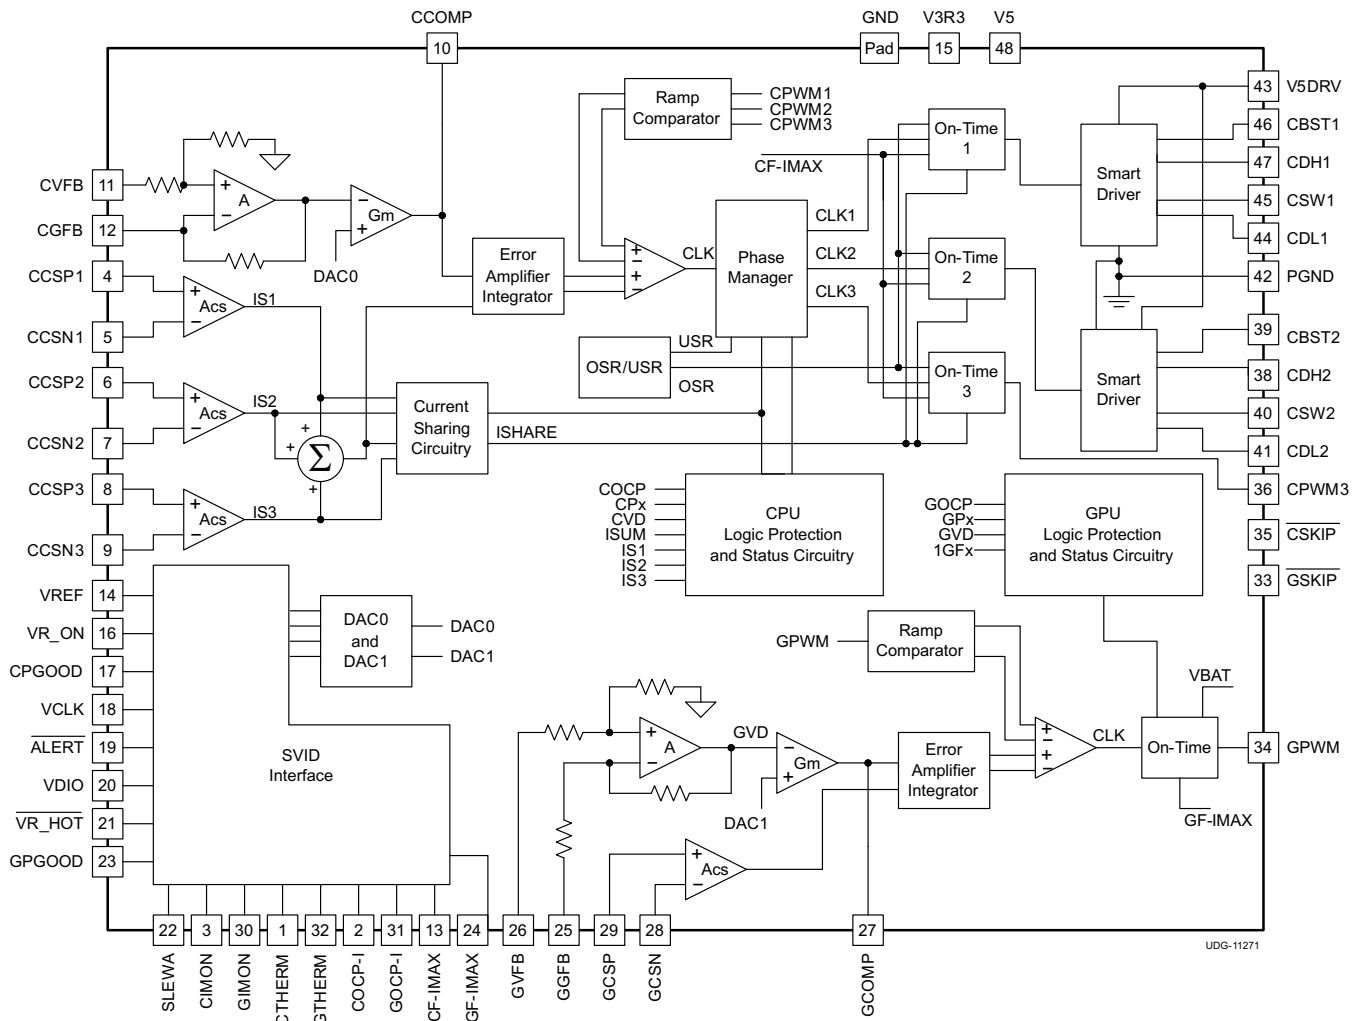 CCOMP
GND
V3R3
V5
10
Pad
15
48
43
V5DRV
46
CBST1
47
CDH1
45
CSW1
44
CDL1
42
PGND
39
CBST2
38
CDH2
40
CSW2
41
CDL2
36
CPWM3
35
CSKIP
33
GSKIP
34
GPWM
CVFB
11
CGFB
12
CCSP1
4
CCSN1
5
CCSP2
6
CCSN2
7
CCSP3
8
CCSN3
9
VREF
14
VR_ON
16
CPGOOD
17
VCLK
18
ALERT
19
VDIO
20
VR_HOT
21
GPGOOD
23
+
A
−
−
Gm
+
DAC0
Ramp
Comparator
CPWM1
CPWM2
CPWM3
CF-IMAX
On-Time
1
Smart
Driver
Error
Amplifier
Integrator
+
−
+
−
CLK
Phase
Manager
CLK1
CLK2
CLK3
On-Time
2
+
Acs
−
IS1
OSR/USR
USR
OSR
On-Time
3
Smart
Driver
+
Acs
−
IS2
+
+
Σ
+
Current
Sharing
Circuitry
ISHARE
+
Acs
−
IS3
COCP
CPx
CVD
ISUM
IS1
IS2
IS3
CPU
Logic Protection
and Status Circuitry
GOCP
GPx
GVD
1GFx
GPU
Logic Protection
and Status Circuitry
SVID
Interface
DAC0
and
DAC1
DAC0
DAC1
GPWM
Ramp
Comparator
VBAT
+
A
−
GVD
−
Gm
+
DAC1
Error
Amplifier
Integrator
+
−
+
−
CLK
On-Time
GF-IMAX
+
Acs
−
22
3
30
1
32
2
31
13
24
26
25
29
28
27
SLEWA
CIMON
GIMON
CTHERM
GTHERM
COCP-I
GOCP-I
CF-IMAX
GF-IMAX
GVFB
GGFB
GCSP
GCSN
GCOMP
UDG-11271